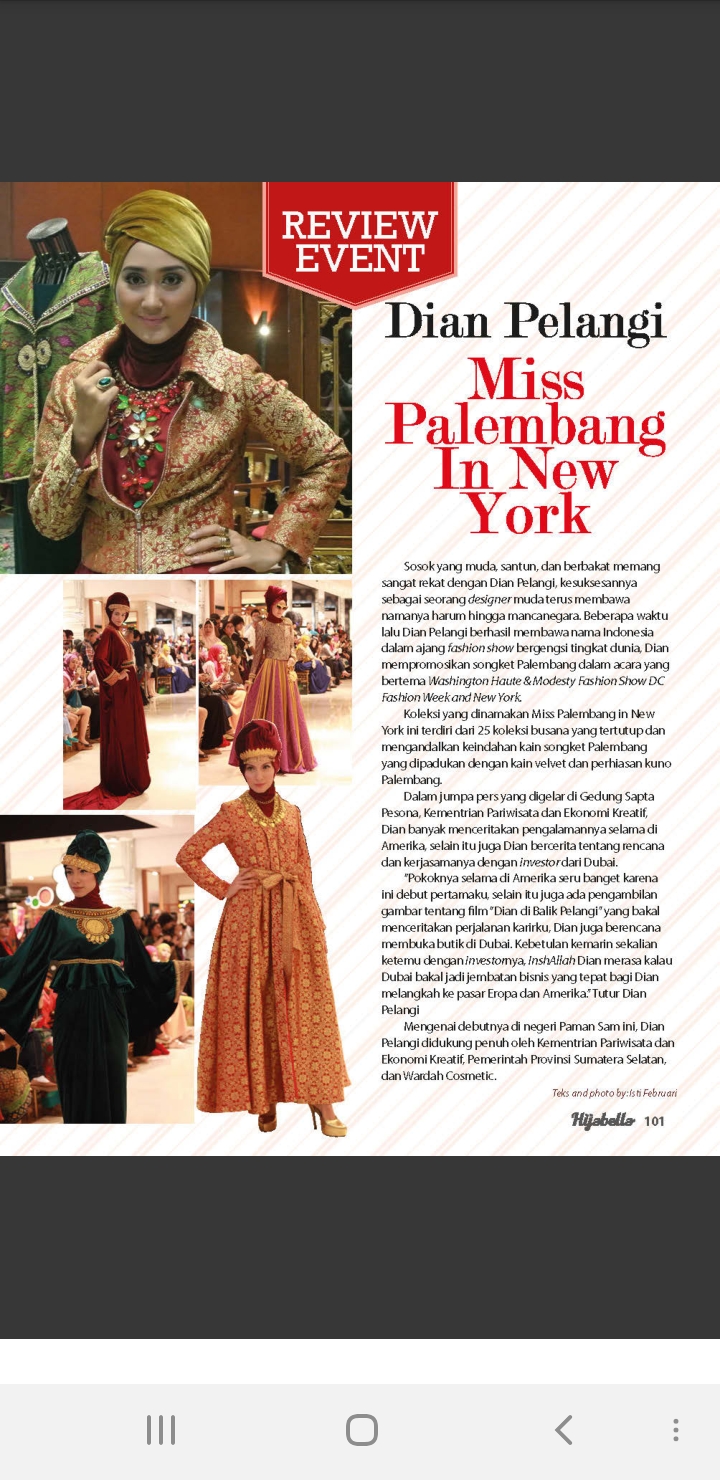 REVIEW
EVENT
Dian Pelangi
Miss
Palembang
In New
York
Sosok yang muda, santun, dan berbakat memang
sangat rekat dengan Dian Pelangi, kesuksesannya
sebagai seorang designer muda terus membawa
namanya harum hingga mancanegara. Beberapa waktu
lalu Dian Pelangi berhasil membawa nama Indonesia
dalam ajang fashion show bergengsi tingkat dunia, Dian
mempromosikan songket Palembang dalam acara yang
bertema Washington Haute & Modesty Fashion Show DC
Fashion Week and New York.
Koleksi yang dinamakan Miss Palembang in New
York ini terdiri dari 25 koleksi busana yang tertutup dan
mengandalkan keindahan kain songket Palembang
yang dipadukan dengan kain velvet dan perhiasan kuno
Palembang.
Dalam jumpa pers yang digelar di Gedung Sapta
Pesona, Kementrian Pariwisata dan Ekonomi Kreatif,
Dian banyak menceritakan pengalamannya selama di
Amerika, selain itu juga Dian bercerita tentang rencana
dan kerjasamanya dengan investor dari Dubai.
"Pokoknya selama di Amerika seru banget karena
ini debut pertamaku, selain itu juga ada pengambilan
gambar tentang film "Dian di Balik Pelangi" yang bakal
menceritakan perjalanan karirku, Dian juga berencana
membuka butik di Dubai. Kebetulan kemarin sekalian
ketemu dengan investornya, InshAllah Dian merasa kalau
Dubai bakal jadi jembatan bisnis yang tepat bagi Dian
melangkah ke pasar Eropa dan Amerika." Tutur Dian
Pelangi
Mengenai debutnya di negeri Paman Sam ini, Dian
Pelangi didukung penuh oleh Kementrian Pariwisata dan
Ekonomi Kreatif, Pemerintah Provinsi Sumatera Selatan,
dan Wardah Cosmetic.
Teks and photo by: Isti Februari
Hijabella 101